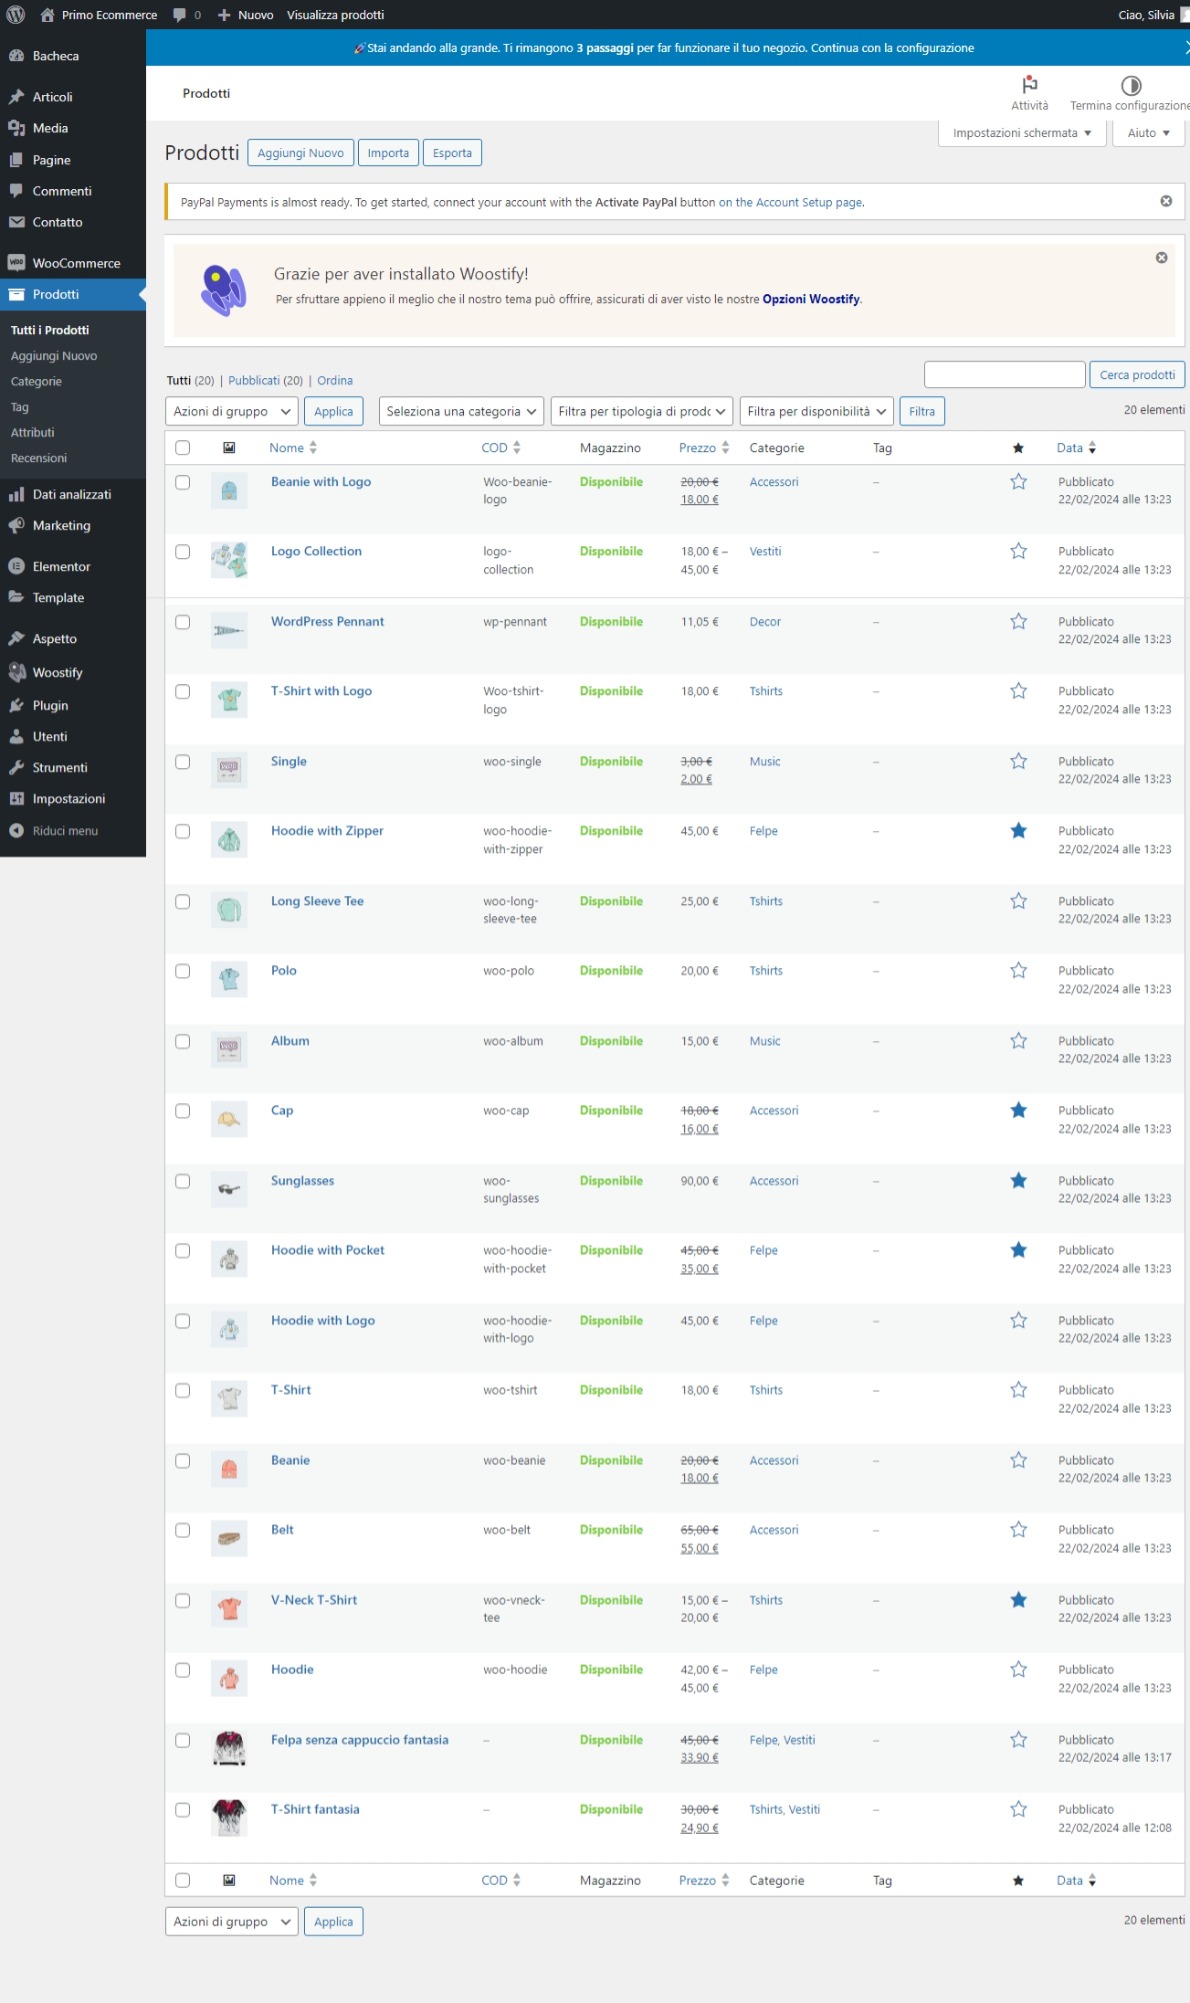 Primo Ecommerce 0 Nuovo Visualizza prodotti Ciao, Silvia
Bacheca
Articoli
Media
Pagine
Commenti
Contatto
WooCommerce
Prodotti
Tutti i Prodotti
Aggiungi Nuovo
Categorie
Tag
Attributi
Recensioni
Dati analizzati
Marketing
Elementor
Template
Aspetto
Woostify
Plugin
Utenti
Strumenti
Impostazioni
Riduci menu
🚀Stai andando alla grande. Ti rimangono 3 passaggi per far funzionare il tuo negozio. Continua con la configurazione
Prodotti
Attività Termina configurazione
Impostazioni schermata ▼ Aiuto ▼
Prodotti Aggiungi Nuovo Importa Esporta
PayPal Payments is almost ready. To get started, connect your account with the Activate PayPal button on the Account Setup page.
Grazie per aver installato Woostify!
Per sfruttare appieno il meglio che il nostro tema può offrire, assicurati di aver visto le nostre Opzioni Woostify.
Tutti (20) | Pubblicati (20) | Ordina Cerca prodotti
Azioni di gruppo Applica Seleziona una categoria Filtra per tipologia di prodo Filtra per disponibilità Filtra 20 elementi
Nome COD Magazzino Prezzo Categorie Tag ★ Data
Beanie with Logo Woo-beanie- Disponibile 20,00 € Accessori – Pubblicato
logo 18,00 € 22/02/2024 alle 13:23
Logo Collection logo- Disponibile 18,00 € – Vestiti – Pubblicato
collection 45,00 € 22/02/2024 alle 13:23
WordPress Pennant wp-pennant Disponibile 11,05 € Decor – Pubblicato
22/02/2024 alle 13:23
T-Shirt with Logo Woo-tshirt- Disponibile 18,00 € Tshirts – Pubblicato
logo 22/02/2024 alle 13:23
Single woo-single Disponibile 3,00 € Music – Pubblicato
2,00 € 22/02/2024 alle 13:23
Hoodie with Zipper woo-hoodie- Disponibile 45,00 € Felpe – Pubblicato
with-zipper 22/02/2024 alle 13:23
Long Sleeve Tee woo-long- Disponibile 25,00 € Tshirts – Pubblicato
sleeve-tee 22/02/2024 alle 13:23
Polo woo-polo Disponibile 20,00 € Tshirts – Pubblicato
22/02/2024 alle 13:23
Album woo-album Disponibile 15,00 € Music – Pubblicato
22/02/2024 alle 13:23
Cap woo-cap Disponibile 18,00 € Accessori – Pubblicato
16,00 € 22/02/2024 alle 13:23
Sunglasses woo- Disponibile 90,00 € Accessori – Pubblicato
sunglasses 22/02/2024 alle 13:23
Hoodie with Pocket woo-hoodie- Disponibile 45,00 € Felpe – Pubblicato
with-pocket 35,00 € 22/02/2024 alle 13:23
Hoodie with Logo woo-hoodie- Disponibile 45,00 € Felpe – Pubblicato
with-logo 22/02/2024 alle 13:23
T-Shirt woo-tshirt Disponibile 18,00 € Tshirts – Pubblicato
22/02/2024 alle 13:23
Beanie woo-beanie Disponibile 20,00 € Accessori – Pubblicato
18,00 € 22/02/2024 alle 13:23
Belt woo-belt Disponibile 65,00 € Accessori – Pubblicato
55,00 € 22/02/2024 alle 13:23
V-Neck T-Shirt woo-vneck- Disponibile 15,00 € – Tshirts – Pubblicato
tee 20,00 € 22/02/2024 alle 13:23
Hoodie woo-hoodie Disponibile 42,00 € – Felpe – Pubblicato
45,00 € 22/02/2024 alle 13:23
Felpa senza cappuccio fantasia – Disponibile 45,00 € Felpe, Vestiti – Pubblicato
33,90 € 22/02/2024 alle 13:17
T-Shirt fantasia – Disponibile 30,00 € Tshirts, Vestiti – Pubblicato
24,90 € 22/02/2024 alle 12:08
Nome COD Magazzino Prezzo Categorie Tag ★ Data
Azioni di gruppo Applica 20 elementi